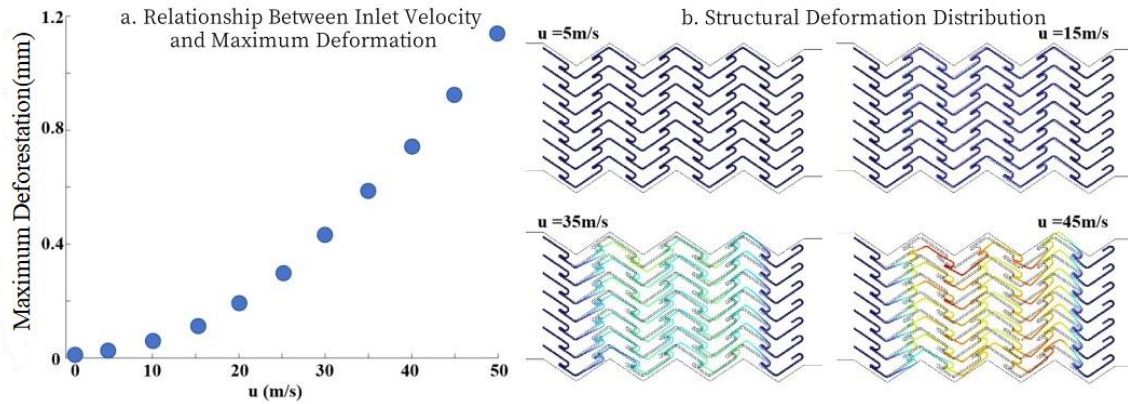 a. Relationship Between Inlet Velocity
and Maximum Deformation
Maximum Deforestation(mm)
1.2
0.8
0.4
0
0 10 20 30 40 50
u (m/s)
b. Structural Deformation Distribution
u =5m/s
u =15m/s
u =35m/s
u =45m/s